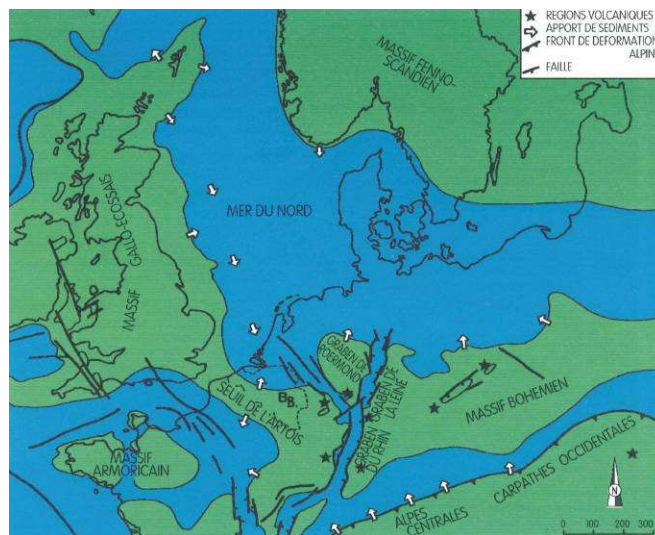 REGIONS VOLCANIQUES
APPORT DE SEDIMENTS
FRONT DE DEFORMATION
ALPIN
FAILLE
MASSIF FENNO-
SCANDIEN
MASSIF GALLO ECOSSAIS
MER DU NORD
GRABEN DE
ROERMOND
GRABEN DE
LA LEINE
SEUIL DE L'ARTOIS
BB
GRABEN
DU RHIN
MASSIF BOHEMIEN
MASSIF
ARMORICAIN
CARPATHES OCCIDENTALES
ALPES
CENTRALES
N
0 100 200 300